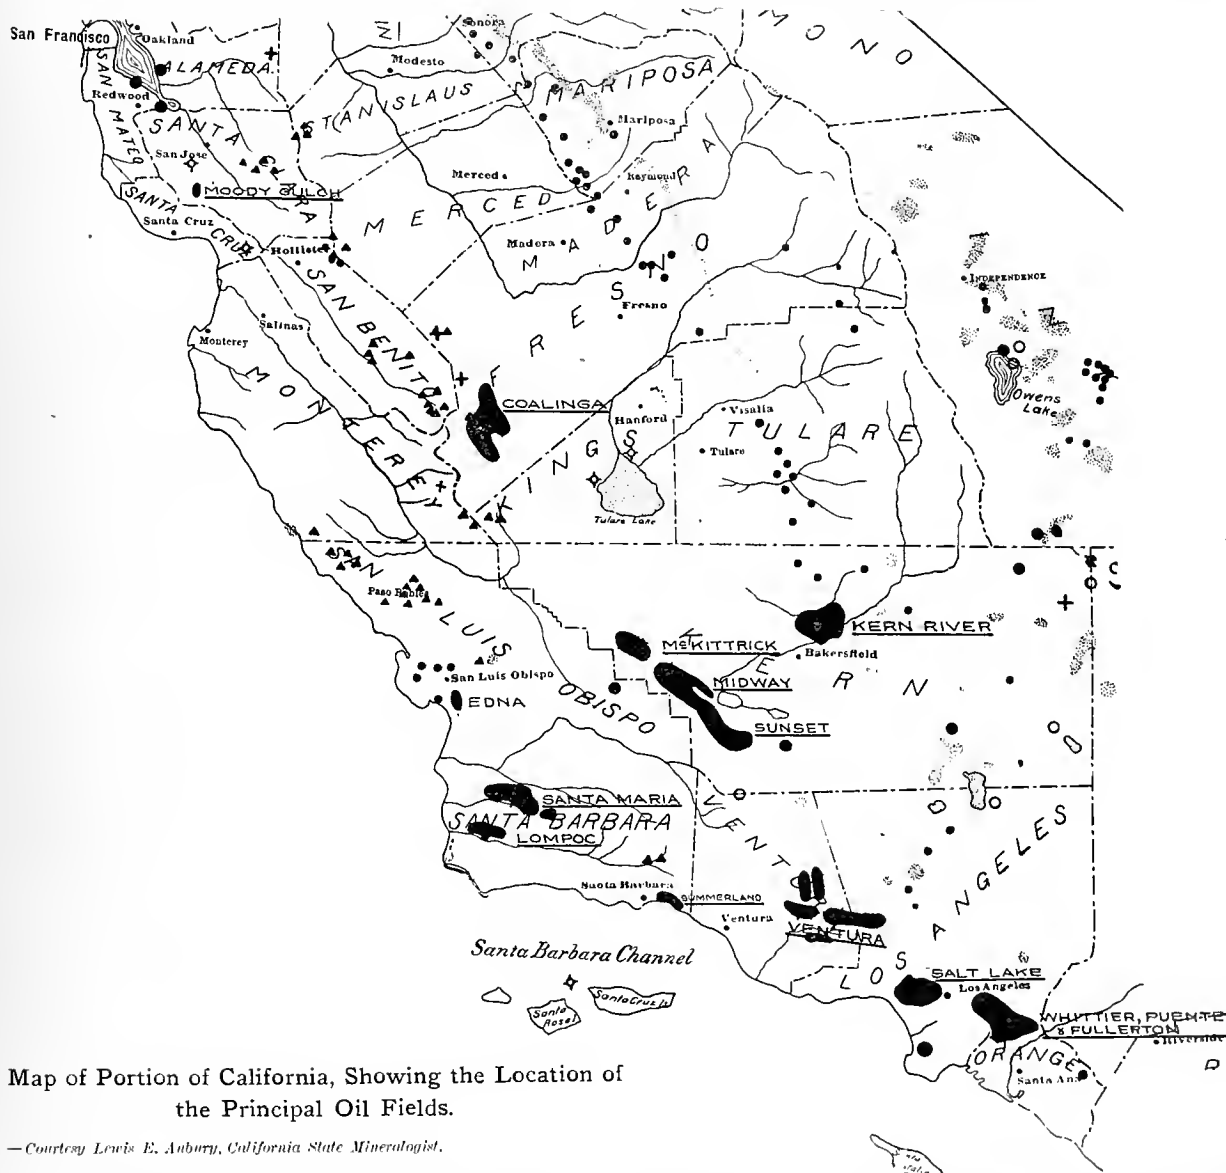 San Francisco
Oakland
ALAMEDA
Redwood
SAN MATEO
SANTA CLARA
San Jose
MOODY GULCH
SANTA CRUZ
Santa Cruz
Hollister
SAN BENITO
Salinas
Monterey
MONTEREY
Sonora
Modesto
STANISLAUS
MARIPOSA
Mariposa
MONO
Merced
MERCED
Raymond
Madera
MADERA
FRESNO
Fresno
INDEPENDENCE
Owens
Lake
COALINGA
Hanford
KINGS
Visalia
TULARE
Tulare
Tulare Lake
SAN LUIS OBISPO
Paso Robles
San Luis Obispo
EDNA
KERN RIVER
Bakersfield
McKITTRICK
KERN
MIDWAY
SUNSET
SANTA MARIA
SANTA BARBARA
LOMPOC
Santa Barbara
SUMMERLAND
Ventura
VENTURA
LOS ANGELES
SALT LAKE
Los Angeles
WHITTIER, PUENTE
& FULLERTON
Riverside
ORANGE
Santa Ana
Santa Barbara Channel
Santa Cruz Is
Santa
Rosa I.
Map of Portion of California, Showing the Location of
the Principal Oil Fields.
—Courtesy Lewis E. Aubury, California State Mineralogist.